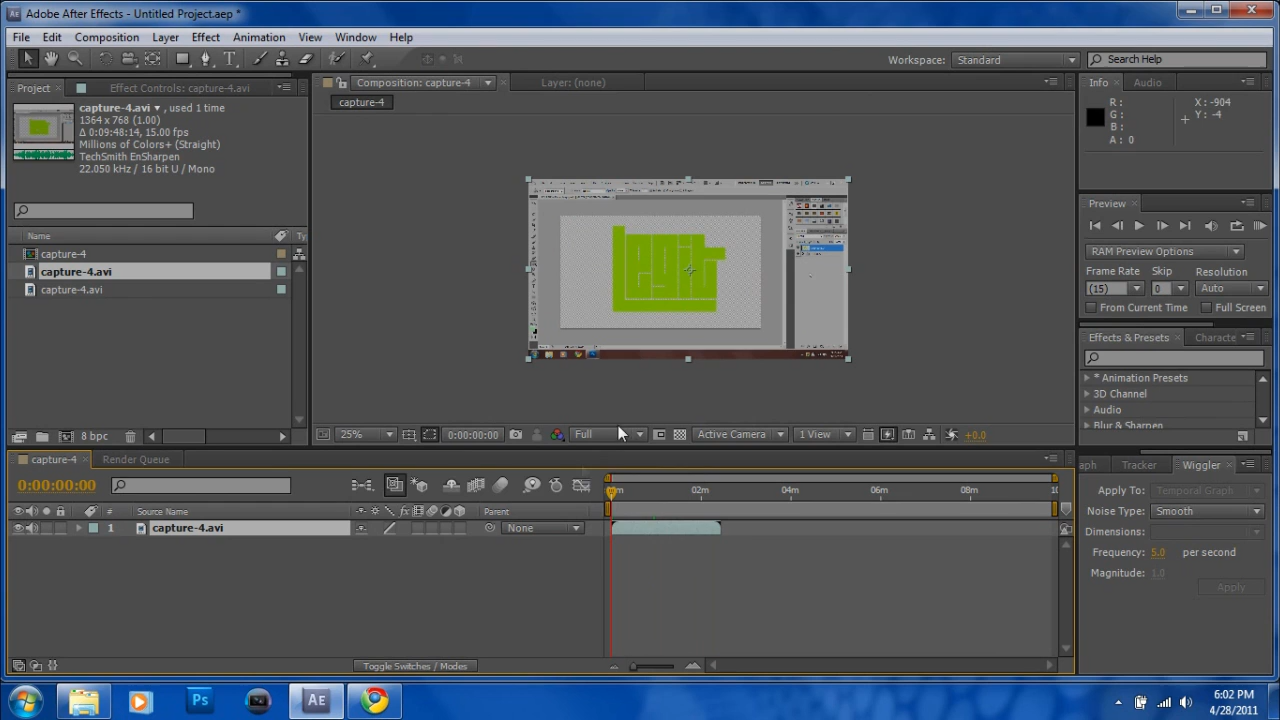 Adobe After Effects - Untitled Project.aep *
File Edit Composition Layer Effect Animation View Window Help
Workspace: Standard
Search Help
Project
Effect Controls: capture-4.avi
Composition: capture-4
Layer: (none)
Info
Audio
capture-4.avi , used 1 time
1364 x 768 (1.00)
Δ 0:09:48:14, 15.00 fps
Millions of Colors+ (Straight)
TechSmith EnSharpen
22.050 kHz / 16 bit U / Mono
capture-4
R :
G :
B :
A : 0
X : -904
Y : -4
Name
Ty
capture-4
capture-4.avi
capture-4.avi
Preview
RAM Preview Options
Frame Rate
Skip
Resolution
(15)
0
Auto
From Current Time
Full Screen
Effects & Presets
Characte
* Animation Presets
3D Channel
Audio
Blur & Sharpen
8 bpc
25%
0:00:00:00
Full
Active Camera
1 View
+0.0
capture-4
Render Queue
0:00:00:00
02m
04m
06m
08m
10
# Source Name
Parent
1 capture-4.avi
None
Toggle Switches / Modes
aph
Tracker
Wiggler
Apply To: Temporal Graph
Noise Type: Smooth
Dimensions:
Frequency: 5.0 per second
Magnitude: 1.0
Apply
Ps
Ae
6:02 PM
4/28/2011